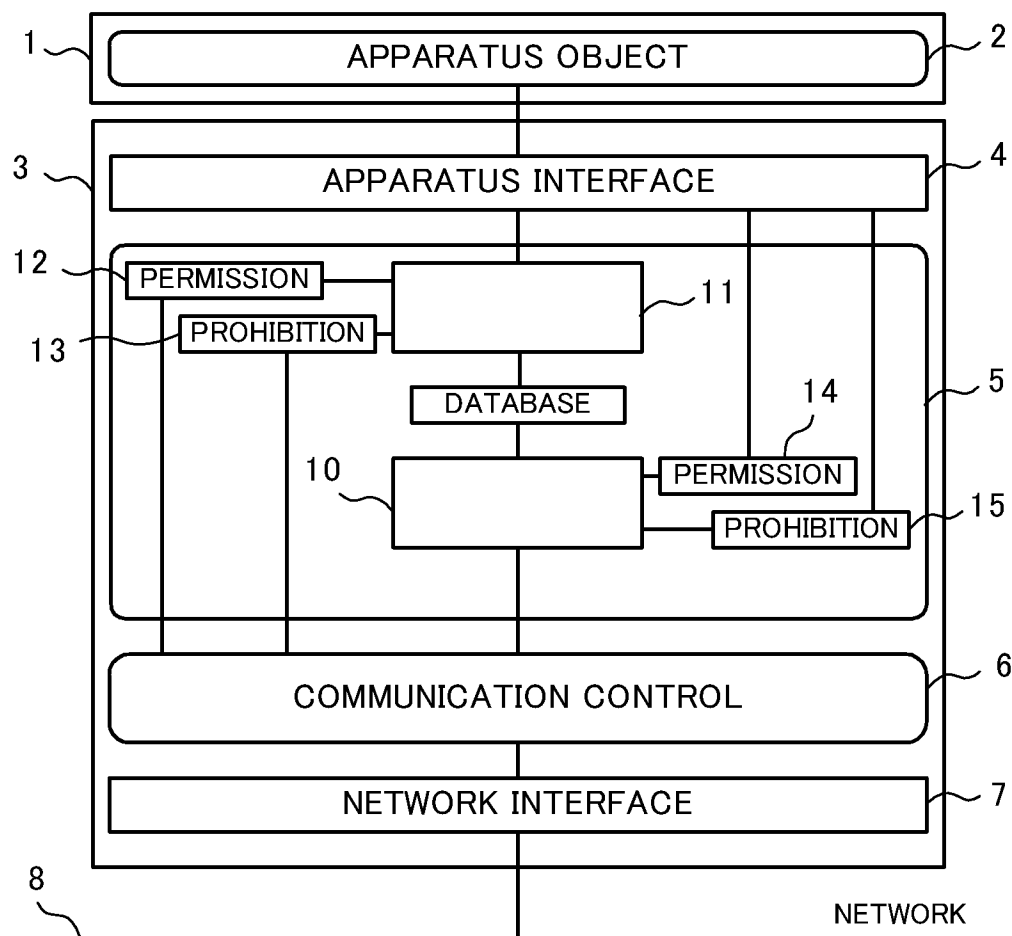 1
APPARATUS OBJECT
2
3
APPARATUS INTERFACE
4
12
PERMISSION
11
13
PROHIBITION
DATABASE
5
14
10
PERMISSION
15
PROHIBITION
COMMUNICATION CONTROL
6
NETWORK INTERFACE
7
8
NETWORK